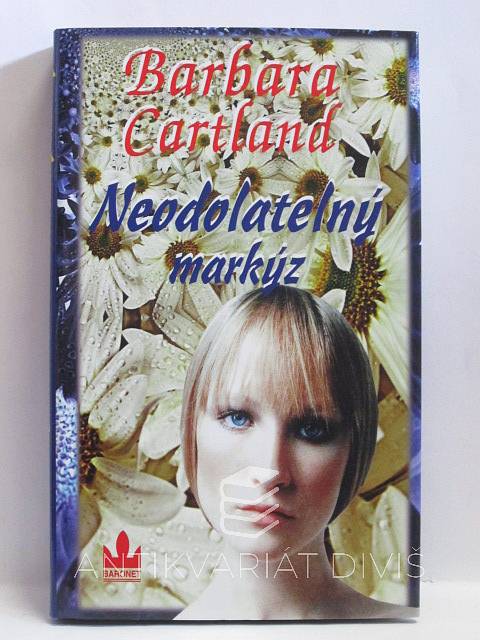 Barbara
Cartland
Neodolatelný
markýz
BARONET
ANTIKVARIÁT DIVIŠ